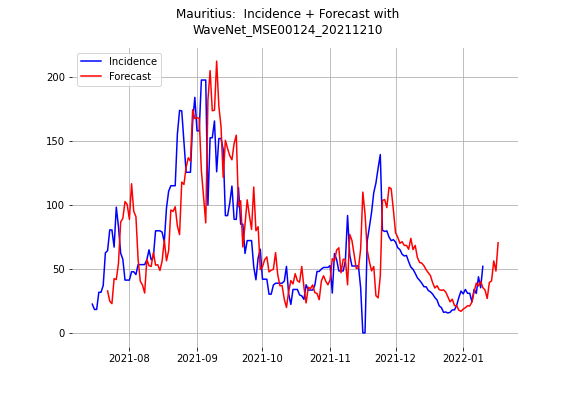 Mauritius:  Incidence + Forecast with
WaveNet_MSE00124_20211210
Incidence
Forecast
200
150
100
50
0
2021-08
2021-09
2021-10
2021-11
2021-12
2022-01